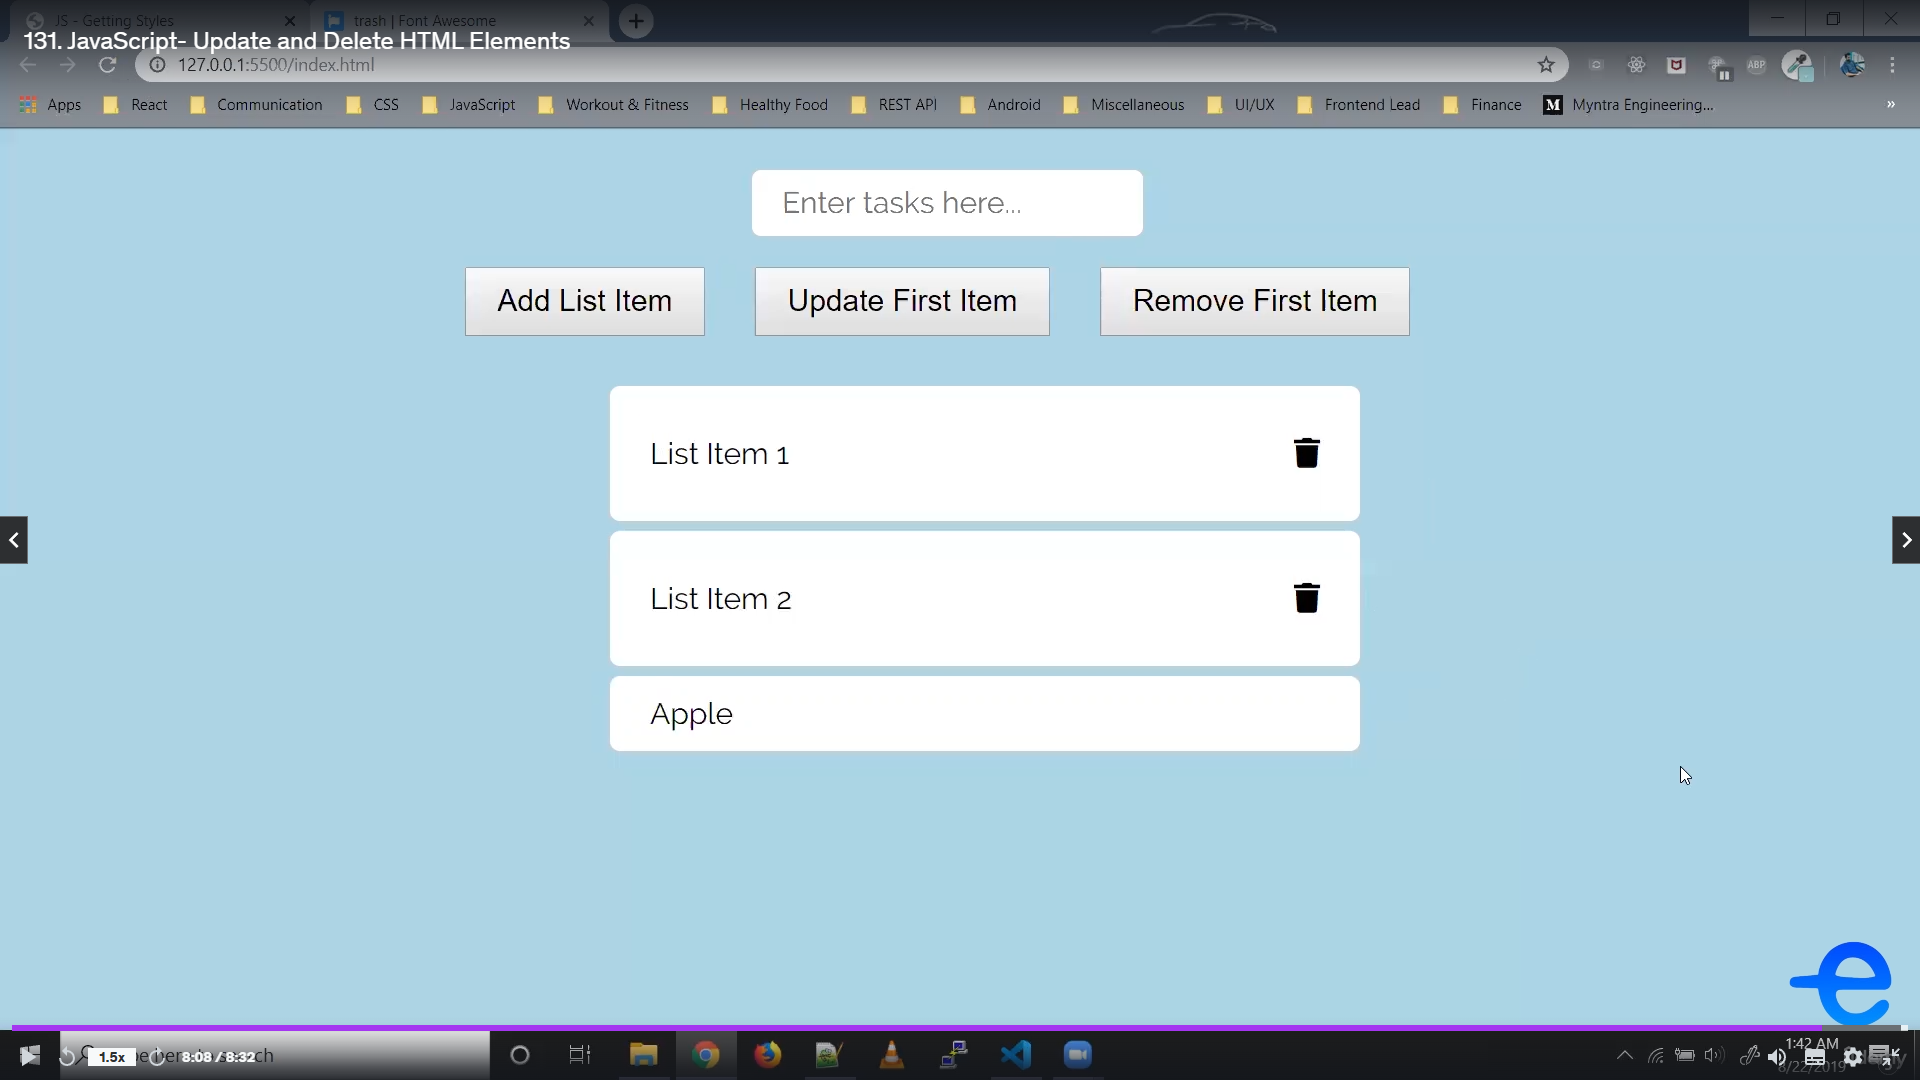 JS - Getting Styles
trash | Font Awesome
131. JavaScript- Update and Delete HTML Elements
127.0.0.1:5500/index.html
ABP
Apps
React
Communication
CSS
JavaScript
Workout & Fitness
Healthy Food
REST API
Android
Miscellaneous
UI/UX
Frontend Lead
Finance
M
Myntra Engineering...
»
Enter tasks here...
Add List Item
Update First Item
Remove First Item
List Item 1
List Item 2
Apple
1.5x
8:08 / 8:32
1:42 AM
8/22/2019